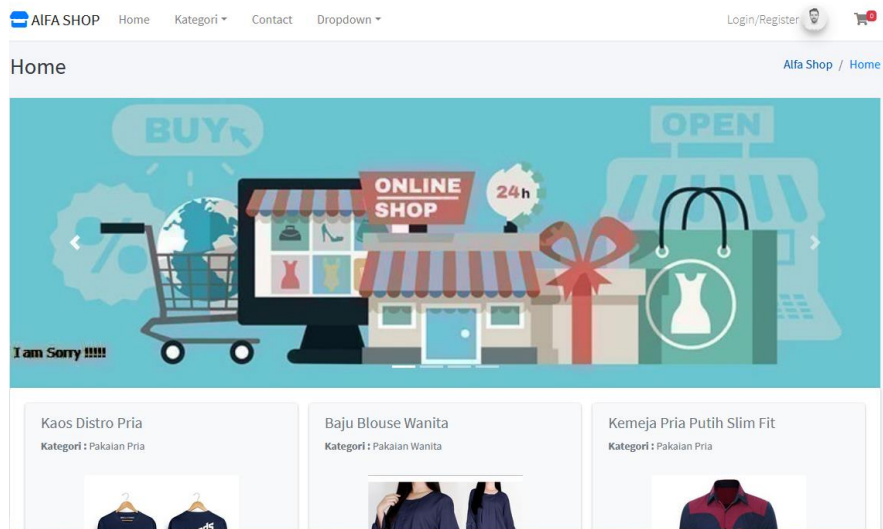 AlFA SHOP Home Kategori Contact Dropdown Login/Register 0
Home Alfa Shop / Home
BUY OPEN
ONLINE
SHOP
24h
I am Sorry !!!!!
Kaos Distro Pria Baju Blouse Wanita Kemeja Pria Putih Slim Fit
Kategori : Pakaian Pria Kategori : Pakaian Wanita Kategori : Pakaian Pria